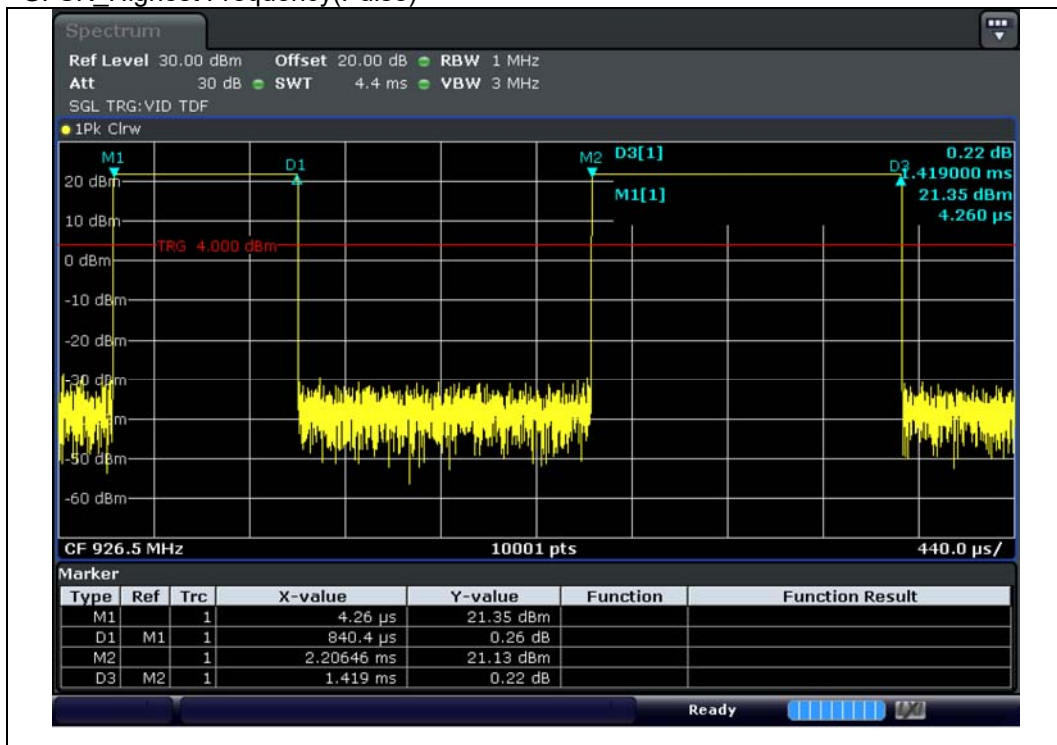 GFSK_Highest Frequency(Pulse)
Spectrum
Ref Level 30.00 dBm Offset 20.00 dB RBW 1 MHz
Att 30 dB SWT 4.4 ms VBW 3 MHz
SGL TRG:VID TDF
1Pk Clrw
M1 D1 M2 D3[1] 0.22 dB
D3 1.419000 ms
20 dBm M1[1] 21.35 dBm
4.260 µs
10 dBm
TRG 4.000 dBm
0 dBm
-10 dBm
-20 dBm
-30 dBm
-50 dBm
-60 dBm
CF 926.5 MHz 10001 pts 440.0 µs/
Marker
Type Ref Trc X-value Y-value Function Function Result
M1 1 4.26 µs 21.35 dBm
D1 M1 1 840.4 µs 0.26 dB
M2 1 2.20646 ms 21.13 dBm
D3 M2 1 1.419 ms 0.22 dB
Ready